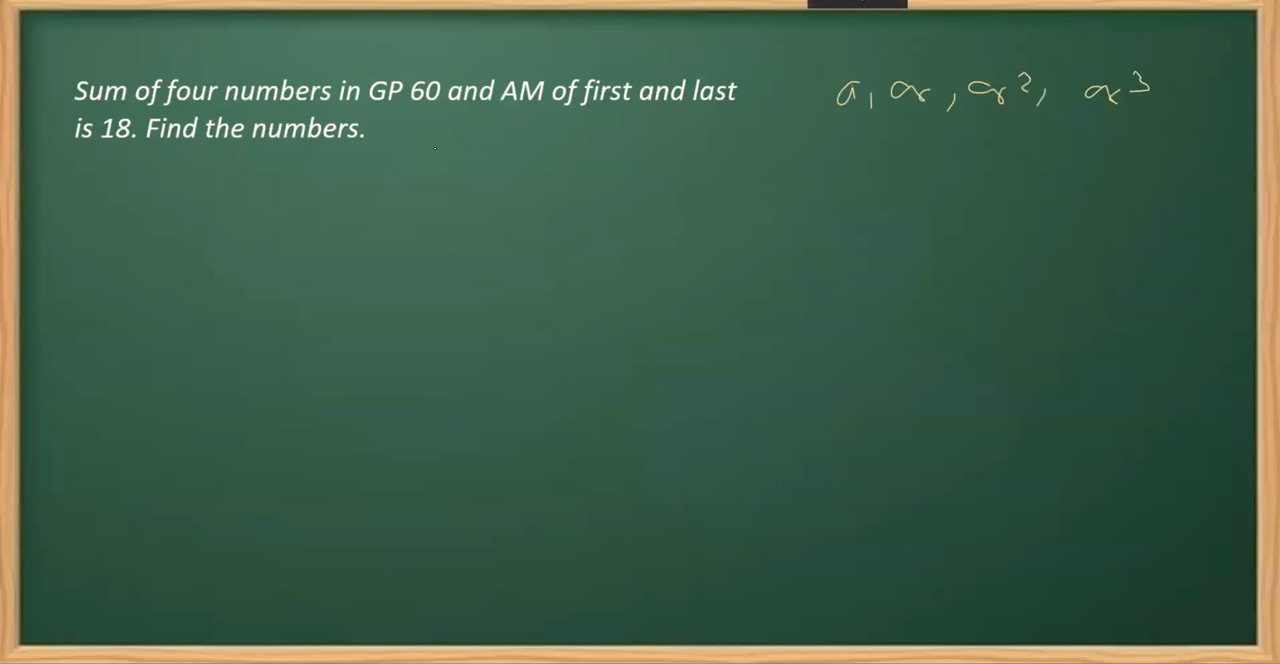 Sum of four numbers in GP 60 and AM of first and last
is 18. Find the numbers.
a, ar, ar², ar³